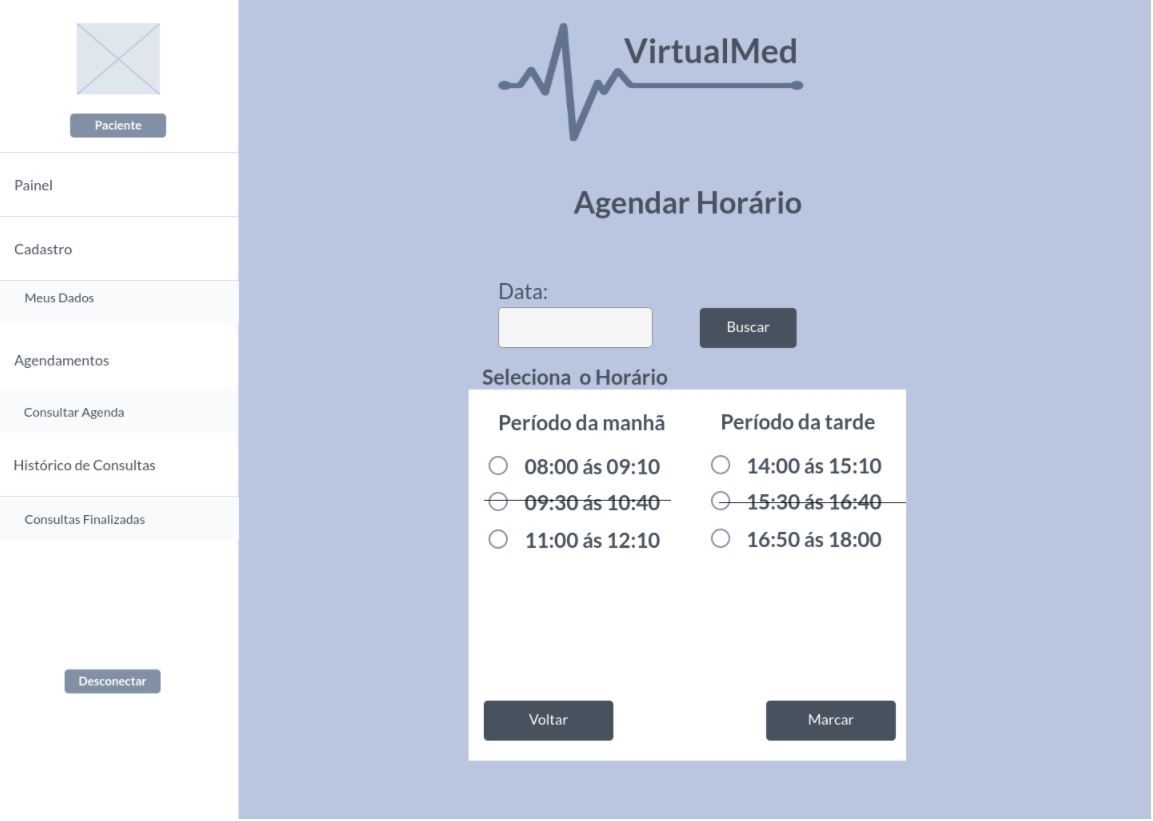 Paciente
Painel
Cadastro
Meus Dados
Agendamentos
Consultar Agenda
Histórico de Consultas
Consultas Finalizadas
Desconectar
VirtualMed
Agendar Horário
Data:
Buscar
Seleciona  o Horário
Período da manhã
08:00 ás 09:10
09:30 ás 10:40
11:00 ás 12:10
Período da tarde
14:00 ás 15:10
15:30 ás 16:40
16:50 ás 18:00
Voltar
Marcar